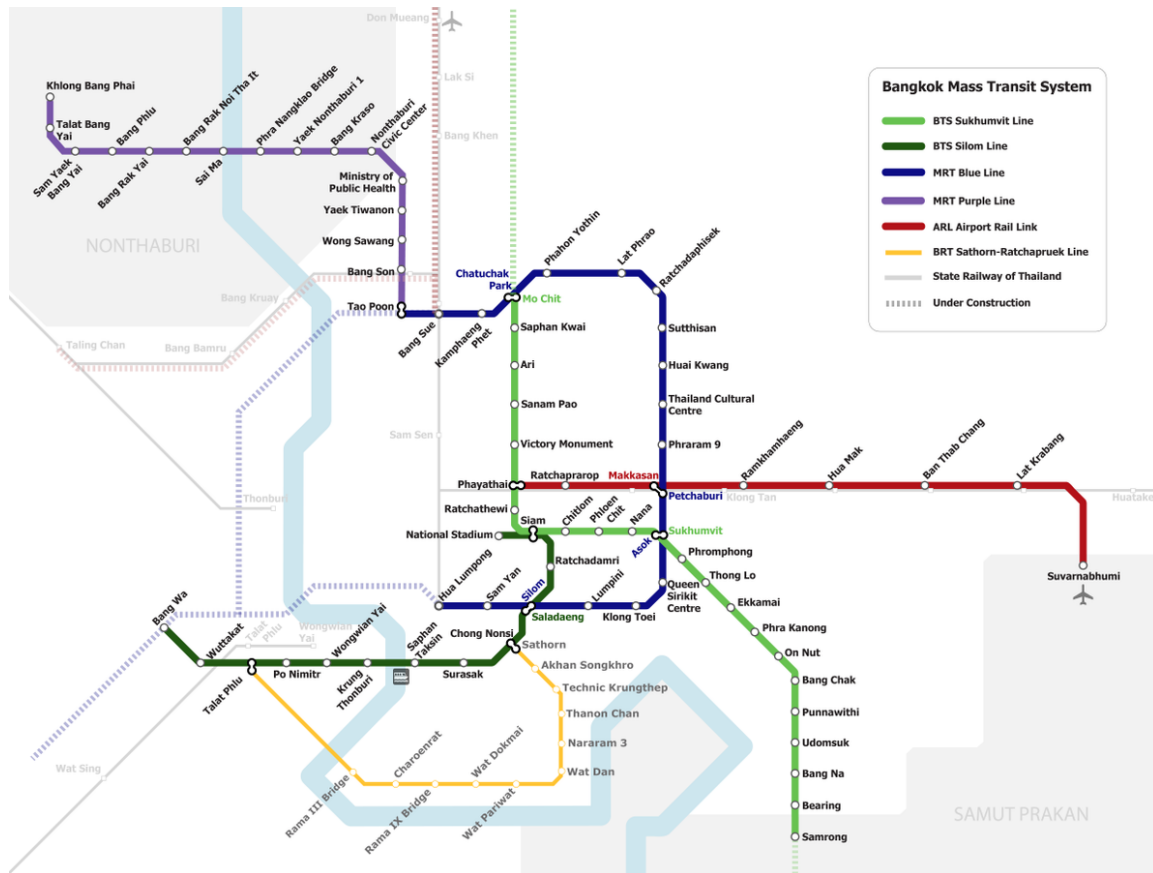 Don Mueang
Lak Si
Bang Khen
Khlong Bang Phai
Talat Bang
Yai
Sam Yaek
Bang Yai
Bang Phlu
Bang Rak Yai
Bang Rak Noi Tha It
Sai Ma
Phra Nangklao Bridge
Yaek Nonthaburi 1
Bang Kraso
Nonthaburi
Civic Center
Ministry of
Public Health
Yaek Tiwanon
Wong Sawang
Bang Son
Tao Poon
NONTHABURI
Bang Kruay
Bang Bamru
Taling Chan
Thonburi
Bang Sue
Kamphaeng
Phet
Chatuchak
Park
Mo Chit
Phahon Yothin
Lat Phrao
Ratchadaphisek
Saphan Kwai
Ari
Sanam Pao
Victory Monument
Sutthisan
Huai Kwang
Thailand Cultural
Centre
Phraram 9
Sam Sen
Phayathai
Ratchaprarop
Makkasan
Petchaburi
Ramkhamhaeng
Hua Mak
Ban Thab Chang
Lat Krabang
Klong Tan
Huatake
Suvarnabhumi
Ratchathewi
Siam
National Stadium
Chitlom
Phloen
Chit
Nana
Sukhumvit
Asok
Ratchadamri
Phromphong
Thong Lo
Ekkamai
Phra Kanong
On Nut
Bang Chak
Punnawithi
Udomsuk
Bang Na
Bearing
Samrong
Hua Lumpong
Sam Yan
Silom
Saladaeng
Lumpini
Klong Toei
Queen
Sirikit
Centre
Chong Nonsi
Sathorn
Bang Wa
Wuttakat
Talat
Phlu
Wongwian
Yai
Talat Phlu
Po Nimitr
Wongwian Yai
Krung
Thonburi
Saphan
Taksin
Surasak
Akhan Songkhro
Technic Krungthep
Thanon Chan
Nararam 3
Wat Dan
Wat Pariwat
Wat Dokmai
Rama IX Bridge
Charoenrat
Rama III Bridge
Wat Sing
SAMUT PRAKAN
Bangkok Mass Transit System
BTS Sukhumvit Line
BTS Silom Line
MRT Blue Line
MRT Purple Line
ARL Airport Rail Link
BRT Sathorn-Ratchapruek Line
State Railway of Thailand
Under Construction